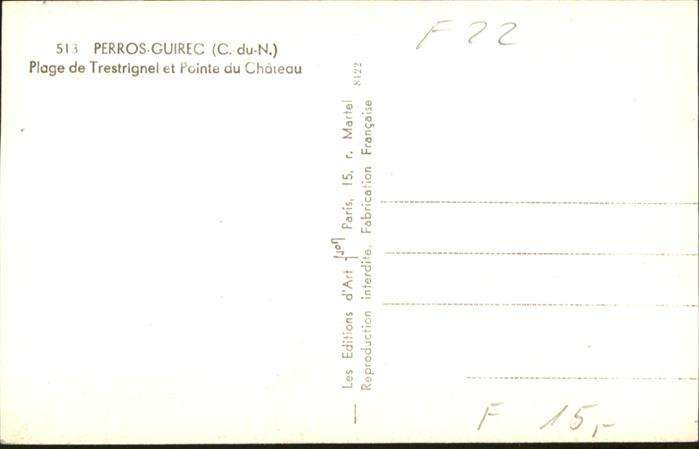 513 PERROS-GUIREC (C.-du-N.)
Plage de Trestrignel et Pointe du Château
F 22
8122
Les Editions d'Art Yvon Paris, 15, r. Martel
Reproduction interdite. Fabrication Française
F 15,-